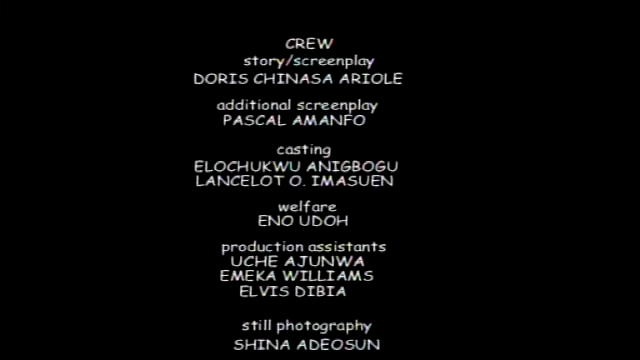 CREW
story/screenplay
DORIS CHINASA ARIOLE
additional screenplay
PASCAL AMANFO
casting
ELOCHUKWU ANIGBOGU
LANCELOT O. IMASUEN
welfare
ENO UDOH
production assistants
UCHE AJUNWA
EMEKA WILLIAMS
ELVIS DIBIA
still photography
SHINA ADEOSUN